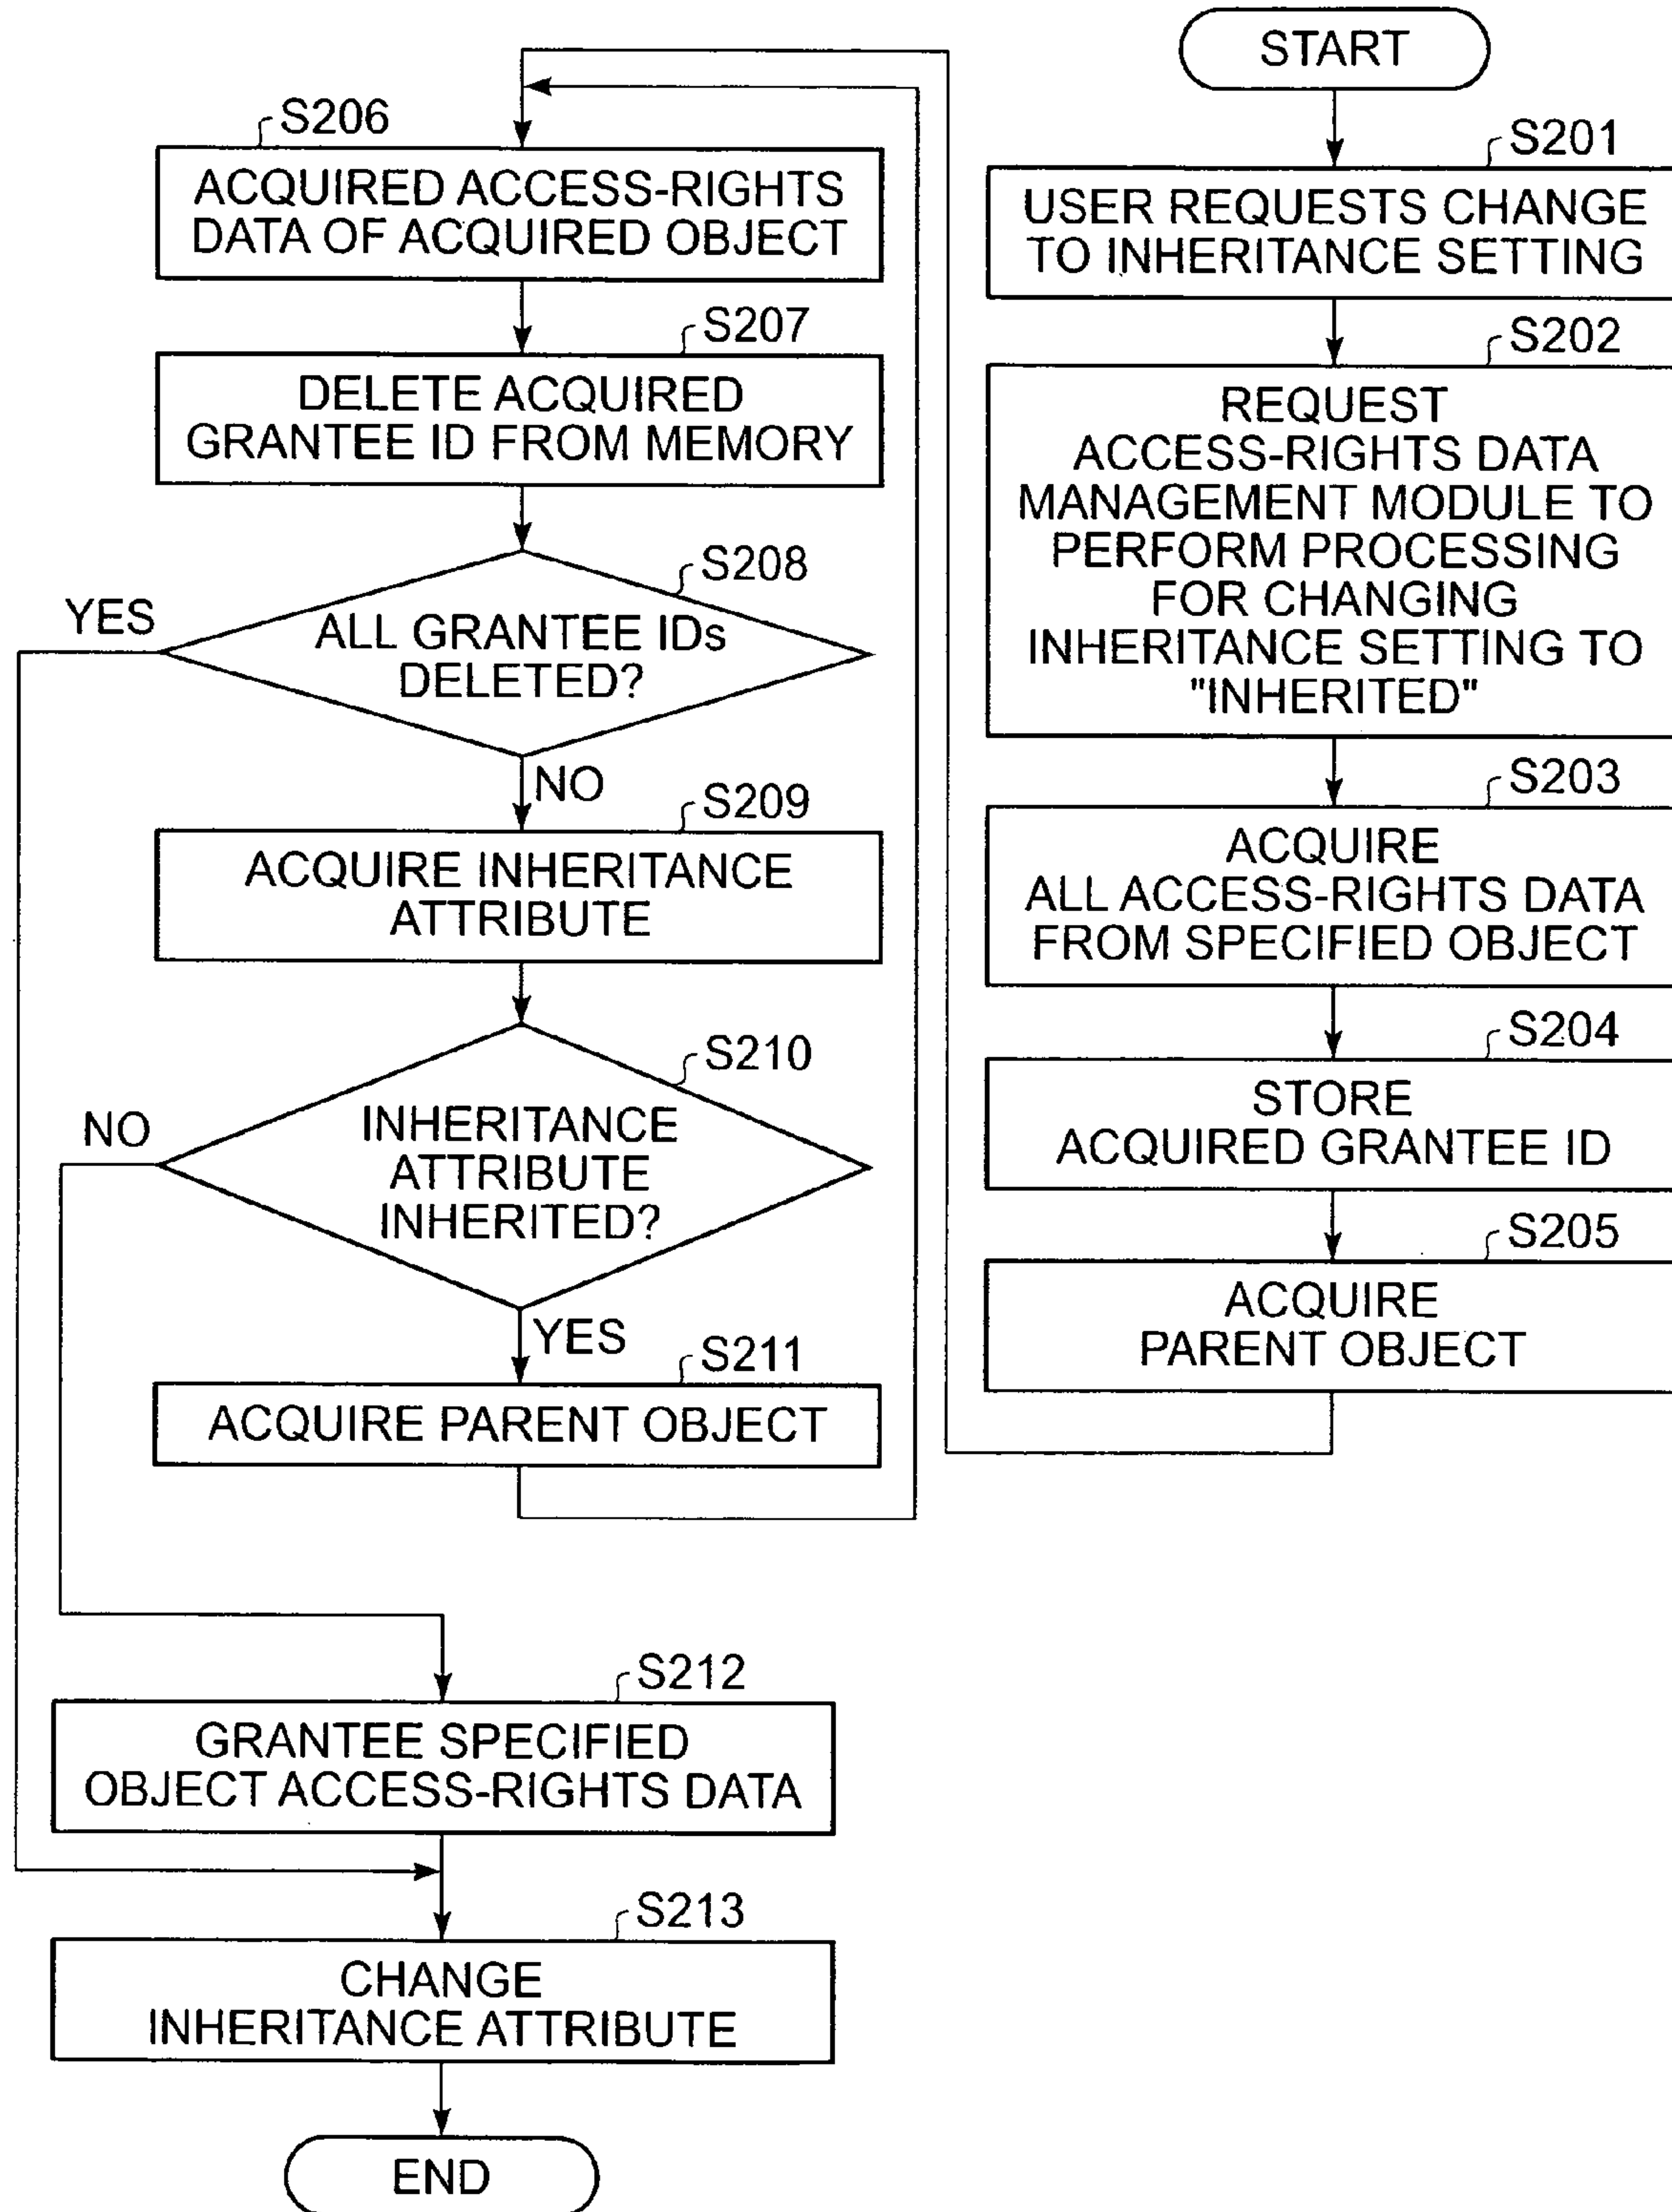 START
S201
USER REQUESTS CHANGE
TO INHERITANCE SETTING
S202
REQUEST
ACCESS-RIGHTS DATA
MANAGEMENT MODULE TO
PERFORM PROCESSING
FOR CHANGING
INHERITANCE SETTING TO
"INHERITED"
S203
ACQUIRE
ALL ACCESS-RIGHTS DATA
FROM SPECIFIED OBJECT
S204
STORE
ACQUIRED GRANTEE ID
S205
ACQUIRE
PARENT OBJECT
S206
ACQUIRED ACCESS-RIGHTS
DATA OF ACQUIRED OBJECT
S207
DELETE ACQUIRED
GRANTEE ID FROM MEMORY
S208
YES
ALL GRANTEE IDs
DELETED?
NO
S209
ACQUIRE INHERITANCE
ATTRIBUTE
S210
NO
INHERITANCE
ATTRIBUTE
INHERITED?
YES
S211
ACQUIRE PARENT OBJECT
S212
GRANTEE SPECIFIED
OBJECT ACCESS-RIGHTS DATA
S213
CHANGE
INHERITANCE ATTRIBUTE
END